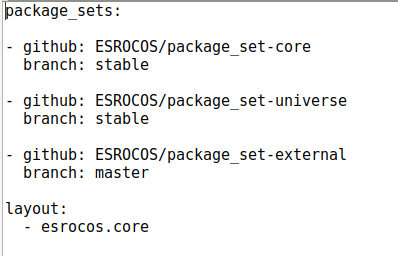 package_sets:
- github: ESROCOS/package_set-core
branch: stable
- github: ESROCOS/package_set-universe
branch: stable
- github: ESROCOS/package_set-external
branch: master
layout:
- esrocos.core